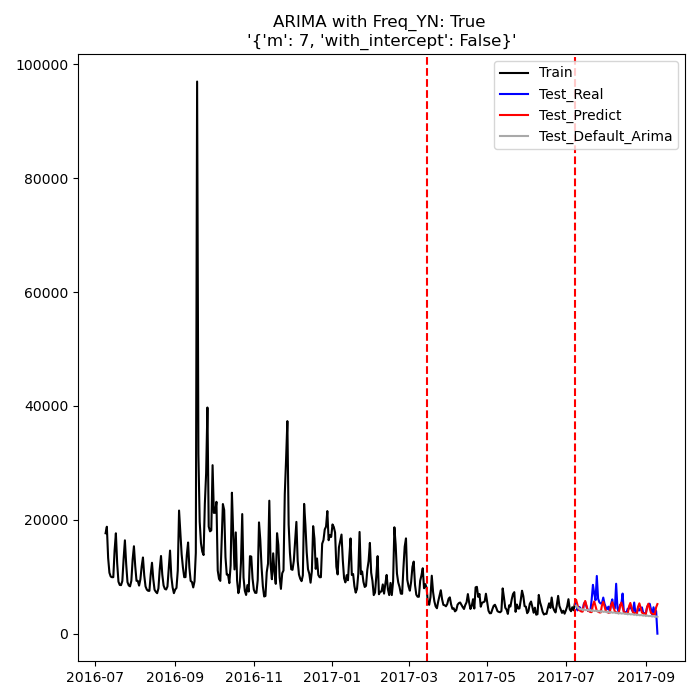 ARIMA with Freq_YN: True
'{'m': 7, 'with_intercept': False}'
100000
80000
60000
40000
20000
0
Train
Test_Real
Test_Predict
Test_Default_Arima
2016-07
2016-09
2016-11
2017-01
2017-03
2017-05
2017-07
2017-09